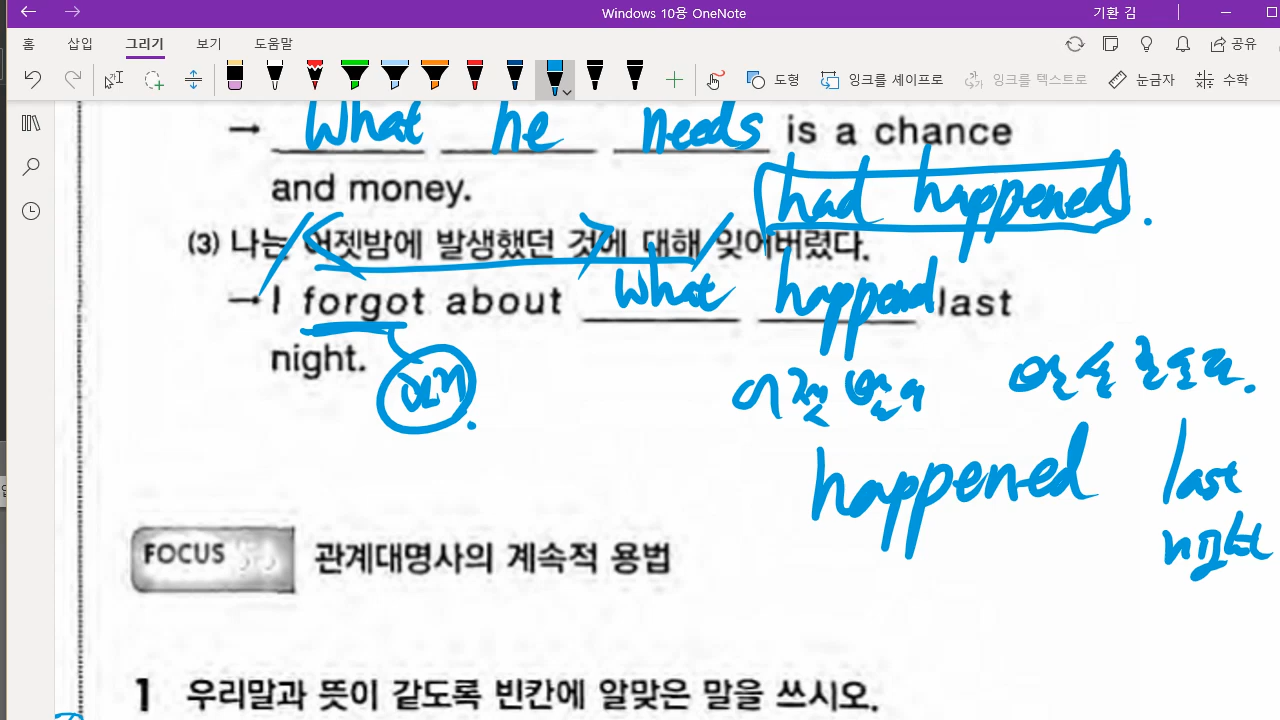 Windows 10용 OneNote
기환 김
홈 삽입 그리기 보기 도움말
공유
도형 잉크를 셰이프로 잉크를 텍스트로 눈금자 수학
→ What he needs is a chance
and money.
had happened.
(3) 나는 어젯밤에 발생했던 것에 대해 잊어버렸다.
→ I forgot about what happend last
night.
과거
어젯밤에
happened last
night
FOCUS
관계대명사의 계속적 용법
1 우리말과 뜻이 같도록 빈칸에 알맞은 말을 쓰시오.